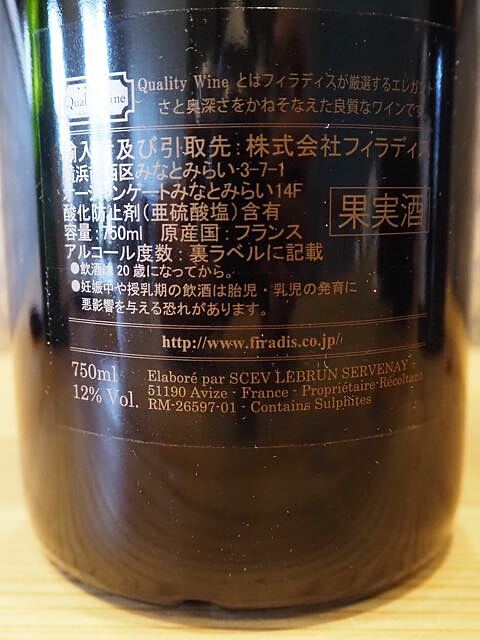 Quality Wine
Quality Wine とはフィラディスが厳選するエレガント
さと奥深さをかねそなえた良質なワインです
輸入者及び引取先：株式会社フィラディス
横浜市西区みなとみらい3-7-1
オーシャンゲートみなとみらい14F
酸化防止剤(亜硫酸塩)含有
果実酒
容量：750ml 原産国：フランス
アルコール度数：裏ラベルに記載
●飲酒は20歳になってから。
●妊娠中や授乳期の飲酒は胎児・乳児の発育に
悪影響を与える恐れがあります。
http://www.firadis.co.jp/
750ml
12% Vol.
Elaboré par SCEV LEBRUN SERVENAY -
51190 Avize - France - Propriétaire-Récoltant
RM-26597-01 - Contains Sulphites